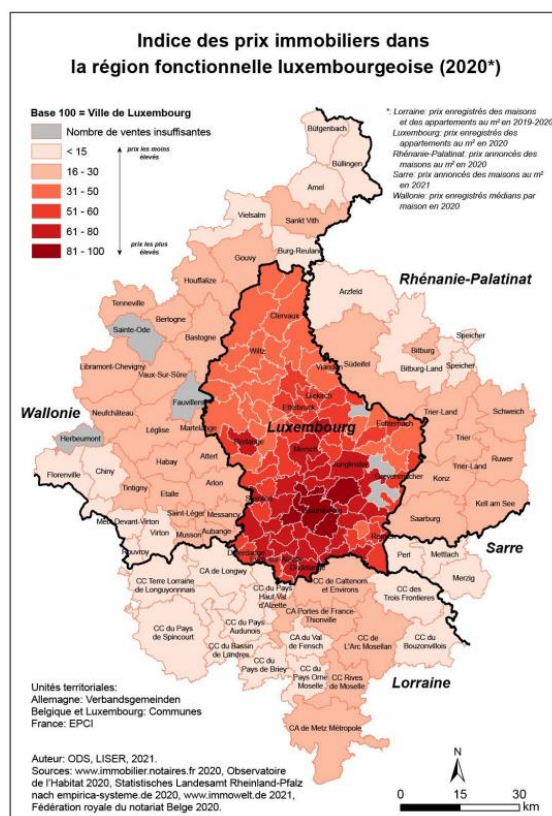 Indice des prix immobiliers dans
la région fonctionnelle luxembourgeoise (2020*)
Base 100 = Ville de Luxembourg
Nombre de ventes insuffisantes
< 15
16 - 30
31 - 50
51 - 60
61 - 80
81 - 100
prix les moins
élevés
prix les plus
élevés
*: Lorraine: prix enregistrés des maisons
et des appartements au m² en 2019-2020
Luxembourg: prix enregistrés des
appartements au m² en 2020
Rhénanie-Palatinat: prix annoncés des
maisons au m² en 2020
Sarre: prix annoncés des maisons au m²
en 2021
Wallonie: prix enregistrés médians par
maison en 2020
Bütgenbach
Büllingen
Amel
Vielsalm
Sankt Vith
Gouvy
Burg-Reuland
Rhénanie-Palatinat
Houffalize
Clervaux
Arzfeld
Tenneville
Bertogne
Sainte-Ode
Bastogne
Wiltz
Speicher
Bitburg
Speicher
Bitburg-Land
Libramont-Chevigny
Vaux-Sur-Sûre
Vianden
Südeifel
Diekirch
Ettelbruck
Wallonie
Fauvillers
Neufchâteau
Martelange
Luxembourg
Echternach
Trier-Land
Schweich
Herbeumont
Léglise
Mersch
Junglinster
Trier
Ruwer
Habay
Attert
Grevenmacher
Trier-Land
Konz
Florenville
Chiny
Tintigny
Etalle
Arlon
Kell am See
Saarburg
Saint-Léger
Messancy
Virton
Musson
Aubange
Rouvroy
Sarre
Perl
Mettlach
Merzig
CA de Longwy
CC Terre Lorraine
de Longuyonnais
CC du Pays
Haut Val
d'Alzette
CC de Cattenom
et Environs
CC des
Trois Frontieres
CA Portes de France-
Thionville
CC du Pays
de Spincourt
CC du Pays
Audunois
CC du Bassin
de Landres
CA du Val
de Fensch
CC de
L'Arc Mosellan
CC du
Bouzonvillois
CC du
Pays de Briey
CC du
Pays Orne
Moselle
CC Rives
de Moselle
Lorraine
CA de Metz Métropole
Unités territoriales:
Allemagne: Verbandsgemeinden
Belgique et Luxembourg: Communes
France: EPCI
Auteur: ODS, LISER, 2021.
Sources: www.immobilier.notaires.fr 2020, Observatoire
de l'Habitat 2020, Statistisches Landesamt Rheinland-Pfalz
nach empirica-systeme.de 2020, www.immowelt.de 2021,
Fédération royale du notariat Belge 2020.
N
0 15 30
km